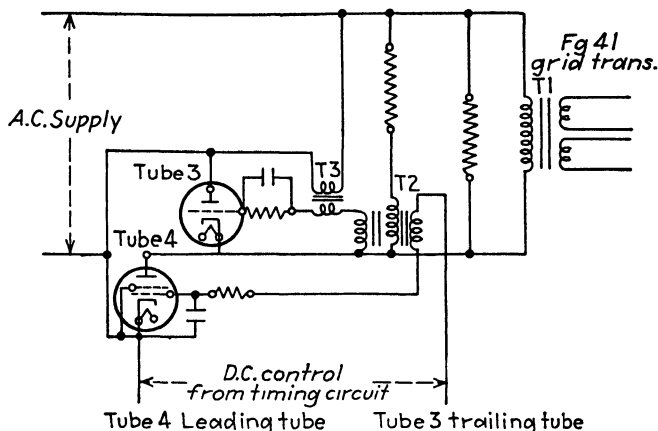 Fg 41
grid trans.
T1
A.C. Supply
Tube 3
T3
T2
Tube 4
D.C. control
from timing circuit
Tube 4 Leading tube
Tube 3 trailing tube